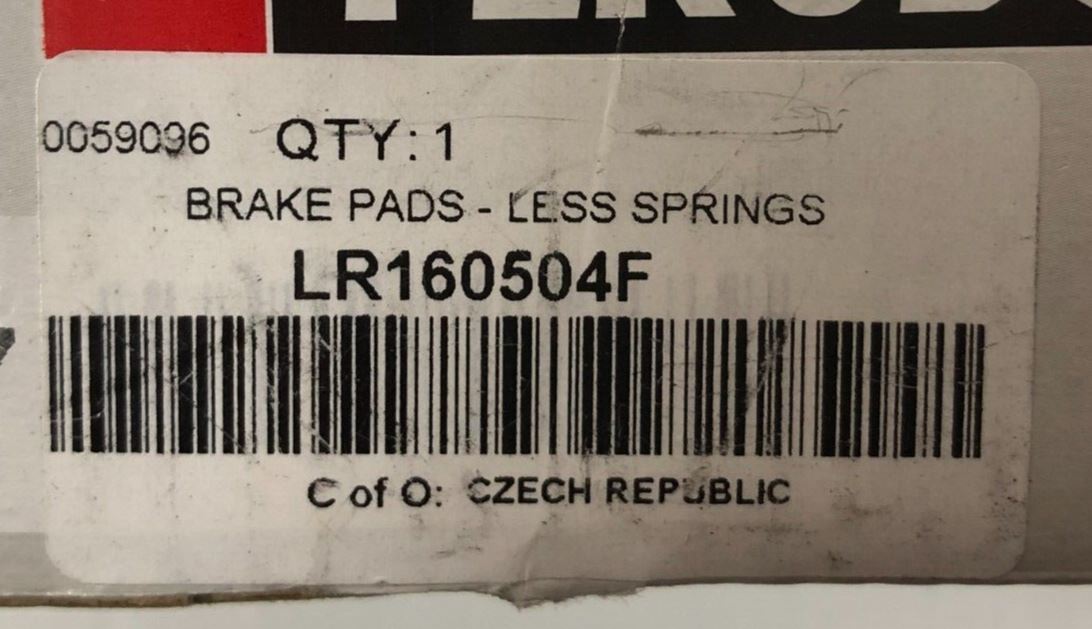 0059096 QTY: 1
BRAKE PADS - LESS SPRINGS
LR160504F
C of O: CZECH REPUBLIC